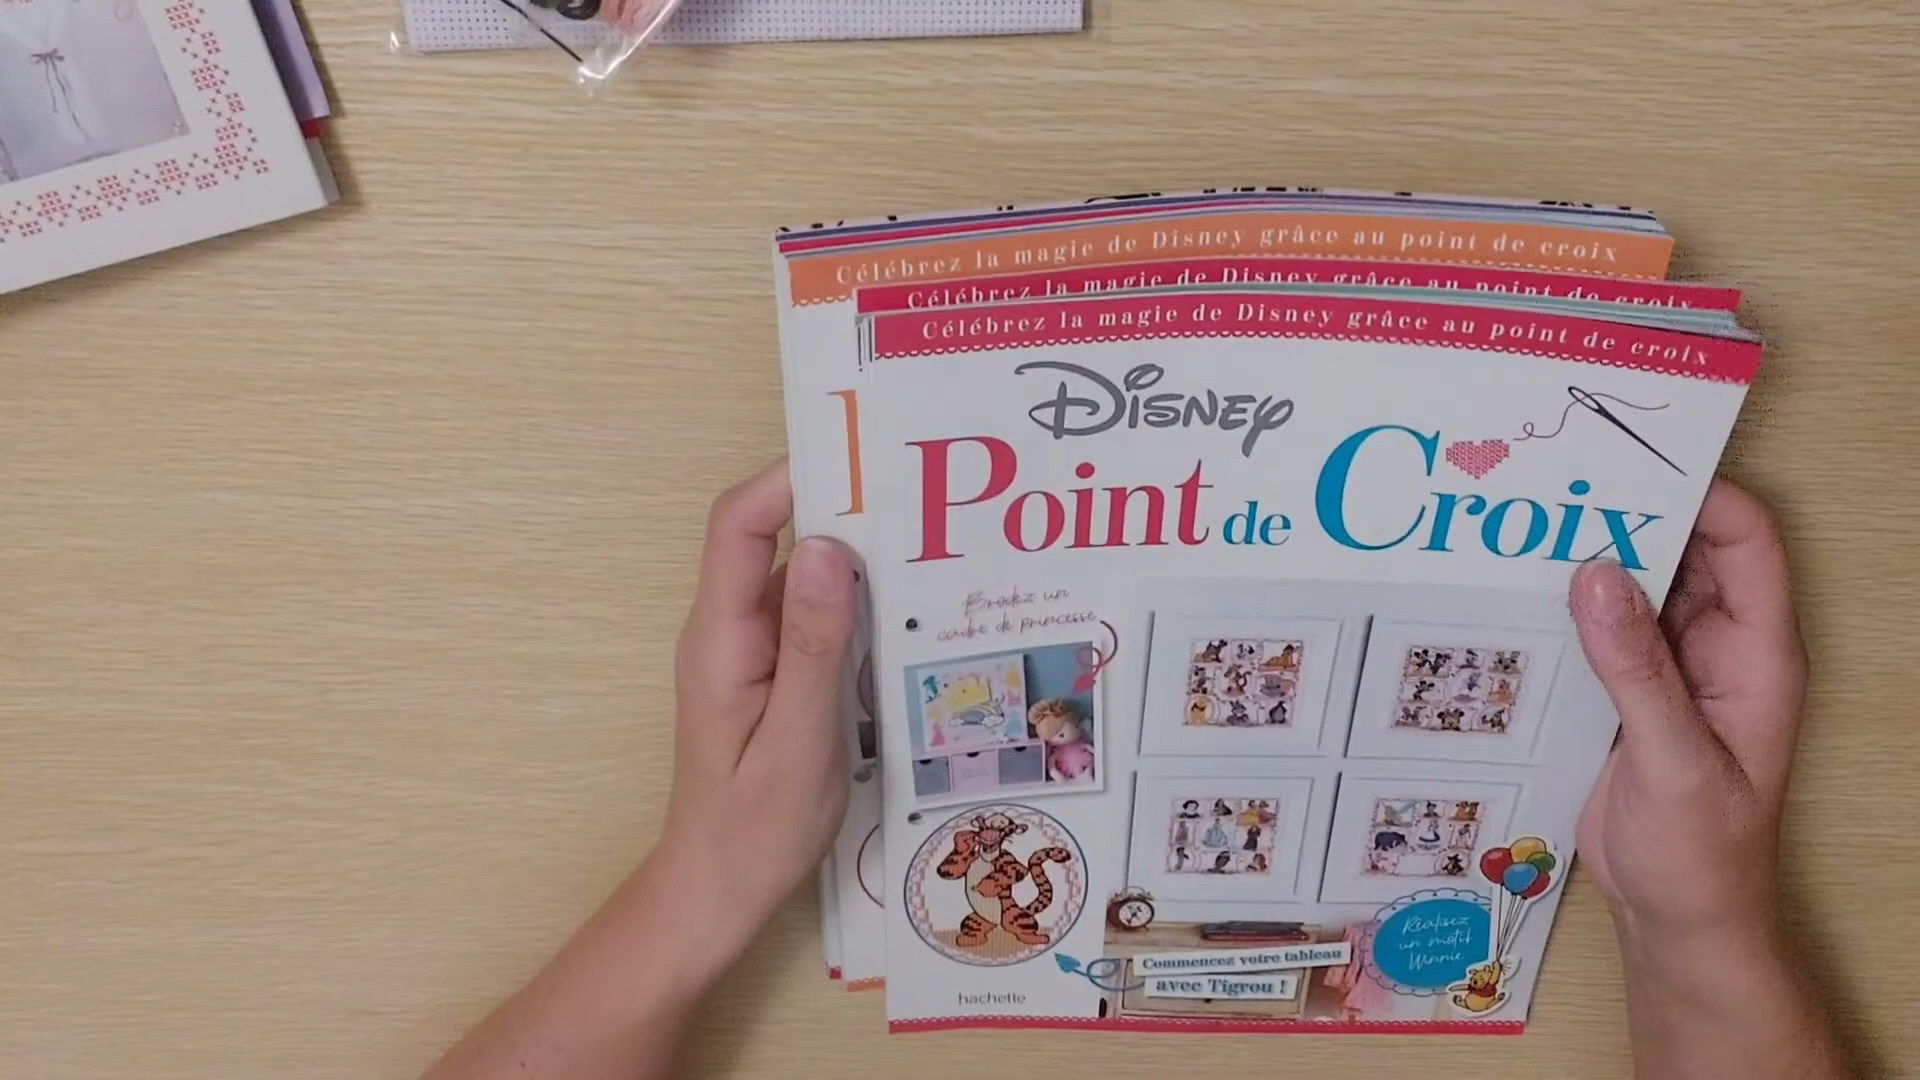 Célébrez la magie de Disney grâce au point de croix
Célébrez la magie de Disney grâce au point de croix
Célébrez la magie de Disney grâce au point de croix
Disney
Point de Croix
Brodez un
cadre de princesse
Réalisez
un motif
Winnie
Commencez votre tableau
avec Tigrou !
hachette